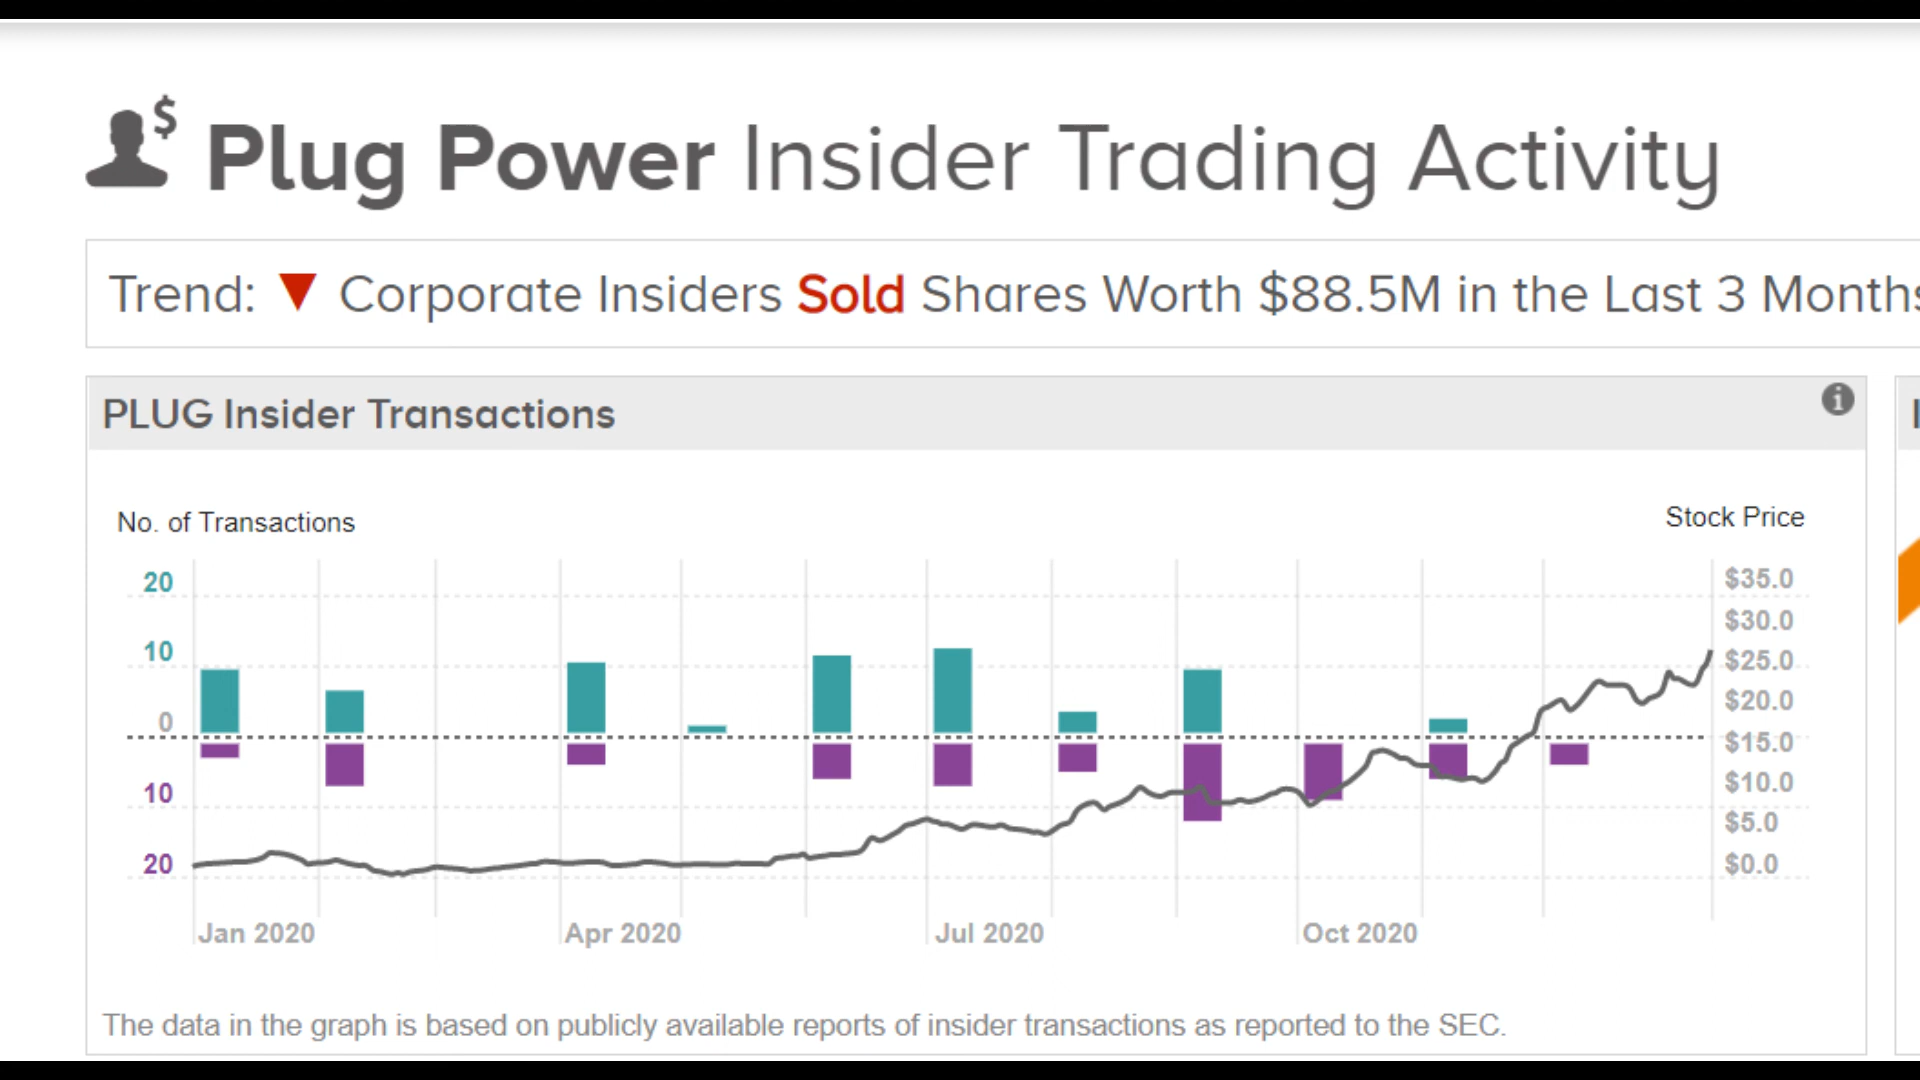 $
Plug Power Insider Trading Activity
Trend: ▼ Corporate Insiders Sold Shares Worth $88.5M in the Last 3 Months
PLUG Insider Transactions
i
No. of Transactions
Stock Price
20
10
0
10
20
$35.0
$30.0
$25.0
$20.0
$15.0
$10.0
$5.0
$0.0
Jan 2020
Apr 2020
Jul 2020
Oct 2020
The data in the graph is based on publicly available reports of insider transactions as reported to the SEC.